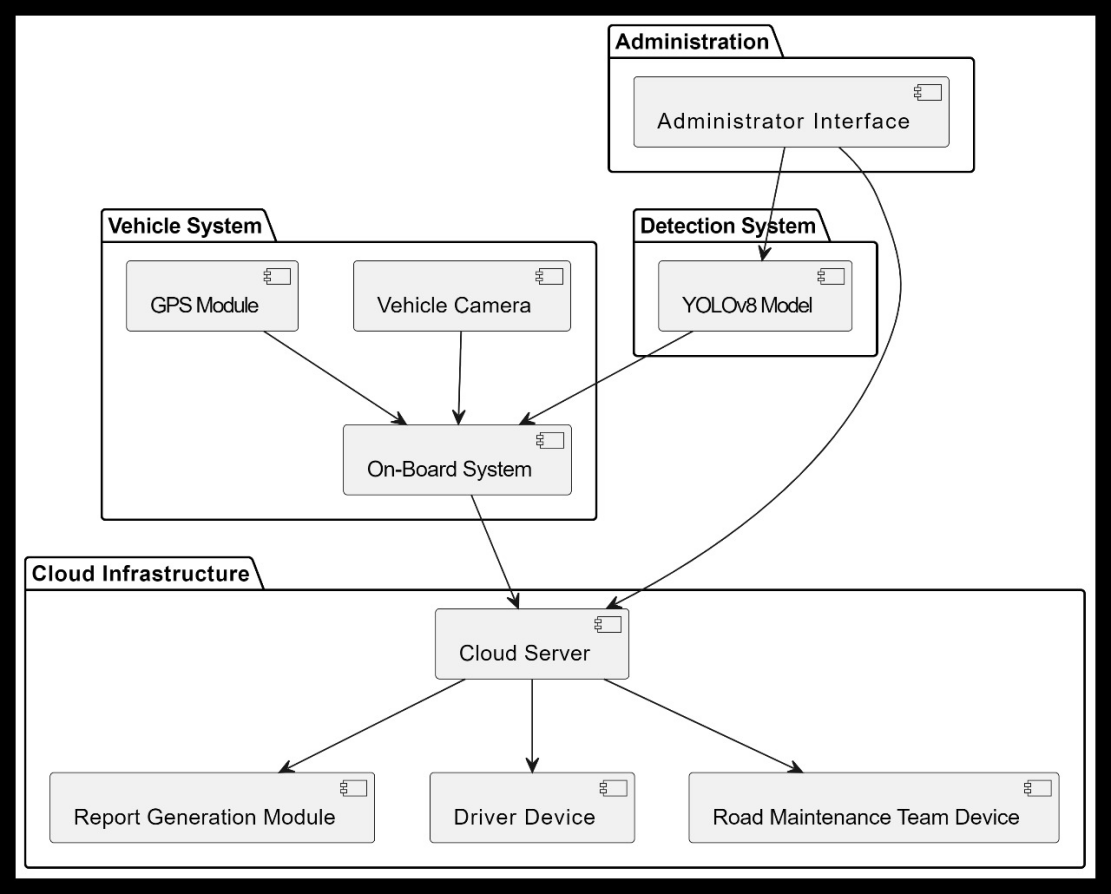 Administration
Administrator Interface
Vehicle System
Detection System
GPS Module
Vehicle Camera
YOLOv8 Model
On-Board System
Cloud Infrastructure
Cloud Server
Report Generation Module
Driver Device
Road Maintenance Team Device